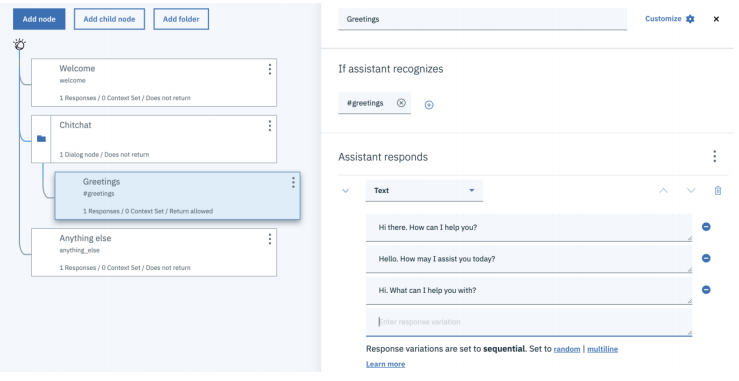 Add node
Add child node
Add folder
Welcome
welcome
1 Responses / 0 Context Set / Does not return
Chitchat
1 Dialog node / Does not return
Greetings
#greetings
1 Responses / 0 Context Set / Return allowed
Anything else
anything_else
1 Responses / 0 Context Set / Does not return
Greetings
Customize
If assistant recognizes
#greetings
Assistant responds
Text
Hi there. How can I help you?
Hello. How may I assist you today?
Hi. What can I help you with?
Enter response variation
Response variations are set to sequential. Set to random | multiline
Learn more